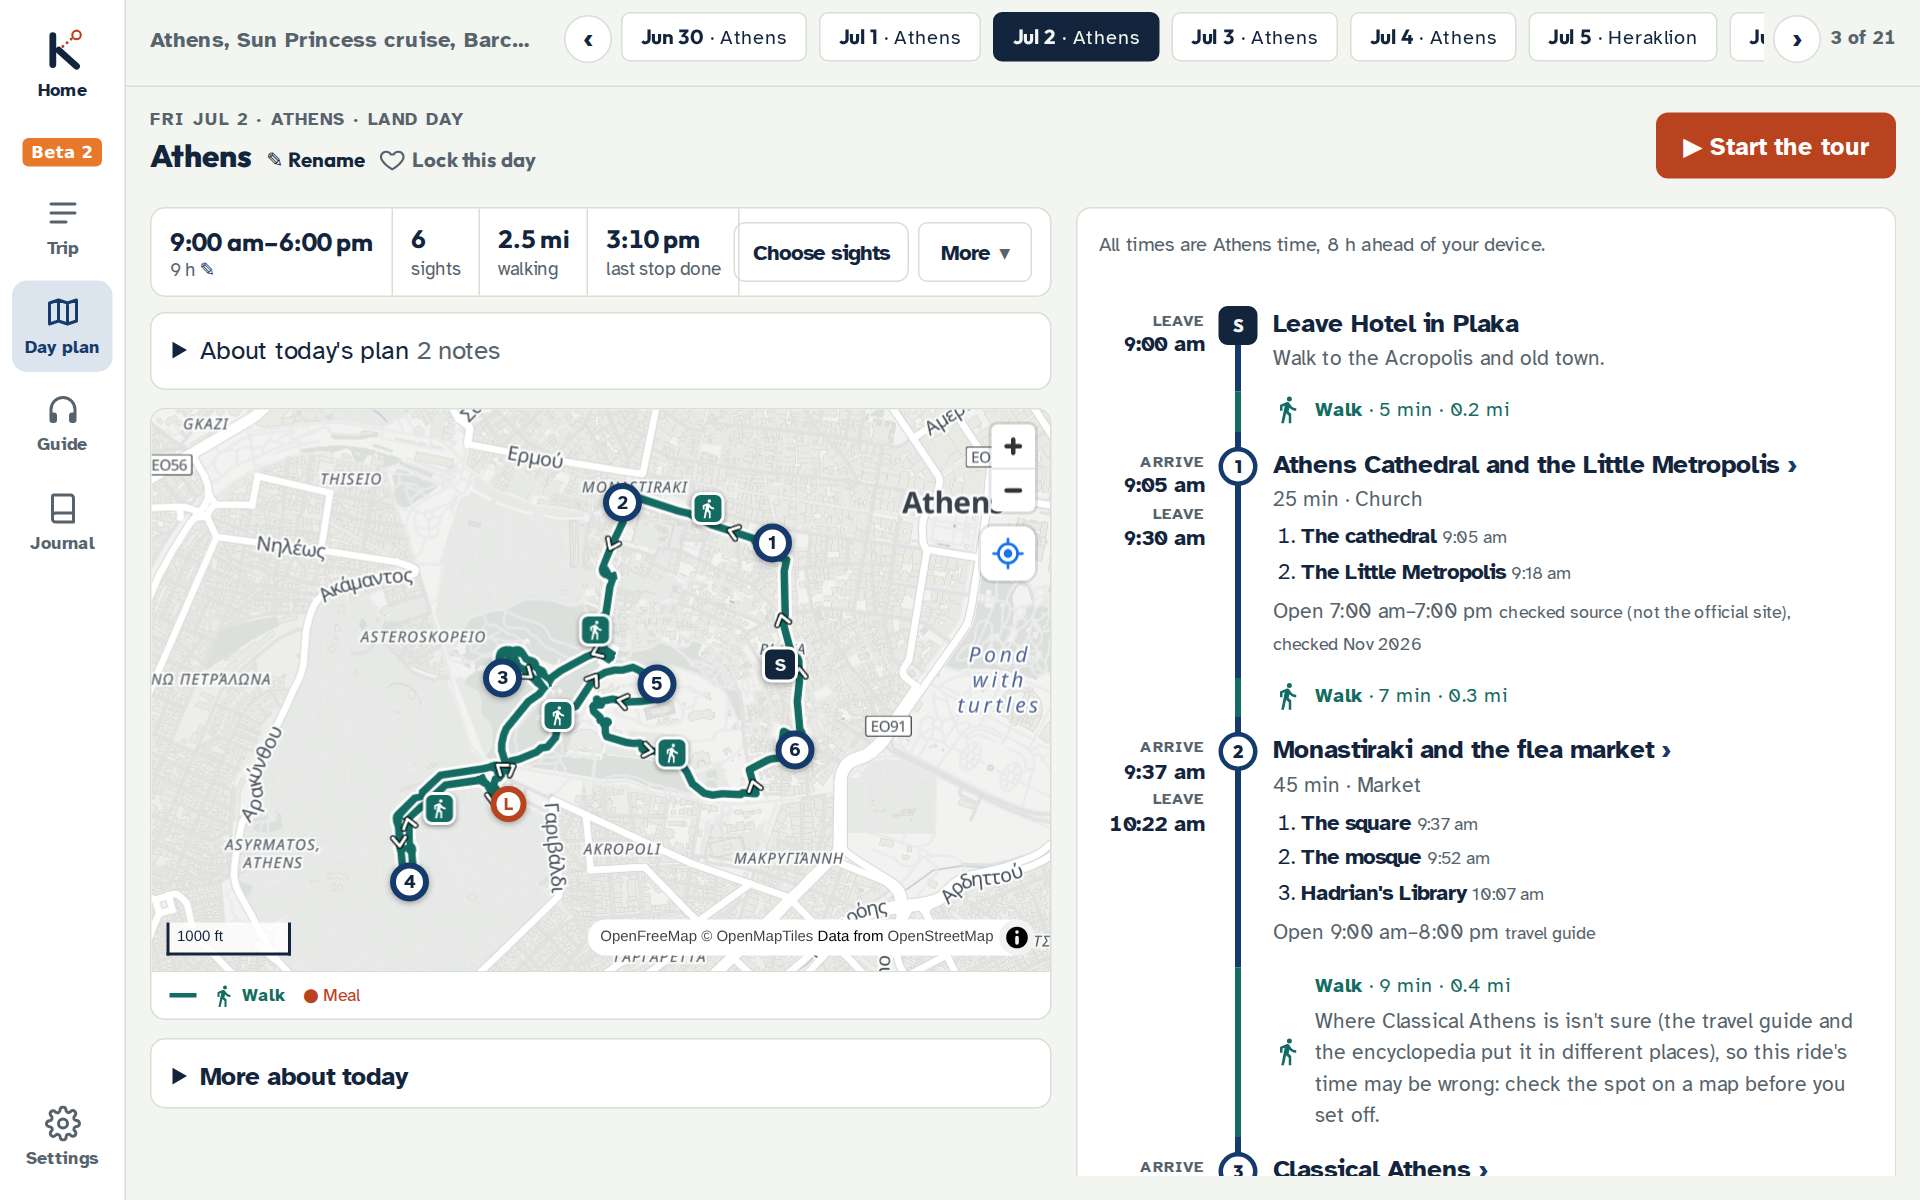 Home
Beta 2
Trip
Day plan
Guide
Journal
Settings
Athens, Sun Princess cruise, Barc...
‹
Jun 30 · Athens
Jul 1 · Athens
Jul 2 · Athens
Jul 3 · Athens
Jul 4 · Athens
Jul 5 · Heraklion
›
3 of 21
FRI JUL 2 · ATHENS · LAND DAY
Athens ✎ Rename Lock this day
▶ Start the tour
9:00 am–6:00 pm
9 h ✎
6
sights
2.5 mi
walking
3:10 pm
last stop done
Choose sights
More ▾
▶ About today's plan 2 notes
GKAZI
EO56
THISEIO
Ερμού
MONASTIRAKI
Athens
Νηλέως
Ακάμαντος
ASTEROSKOPEIO
Pond
with
turtles
EO91
Αρακύνθου
Γαριβάλδι
ASYRMATOS,
ATHENS
AKROPOLI
ΜΑΚΡΥΓΙΆΝΝΗ
Αρδηττού
+
−
1
2
3
4
5
6
S
L
1000 ft
OpenFreeMap © OpenMapTiles Data from OpenStreetMap
Walk
Meal
▶ More about today
All times are Athens time, 8 h ahead of your device.
LEAVE
9:00 am
S
Leave Hotel in Plaka
Walk to the Acropolis and old town.
Walk · 5 min · 0.2 mi
ARRIVE
9:05 am
LEAVE
9:30 am
1
Athens Cathedral and the Little Metropolis ›
25 min · Church
1. The cathedral 9:05 am
2. The Little Metropolis 9:18 am
Open 7:00 am–7:00 pm checked source (not the official site),
checked Nov 2026
Walk · 7 min · 0.3 mi
ARRIVE
9:37 am
LEAVE
10:22 am
2
Monastiraki and the flea market ›
45 min · Market
1. The square 9:37 am
2. The mosque 9:52 am
3. Hadrian's Library 10:07 am
Open 9:00 am–8:00 pm travel guide
Walk · 9 min · 0.4 mi
Where Classical Athens is isn't sure (the travel guide and
the encyclopedia put it in different places), so this ride's
time may be wrong: check the spot on a map before you
set off.
ARRIVE
3
Classical Athens ›